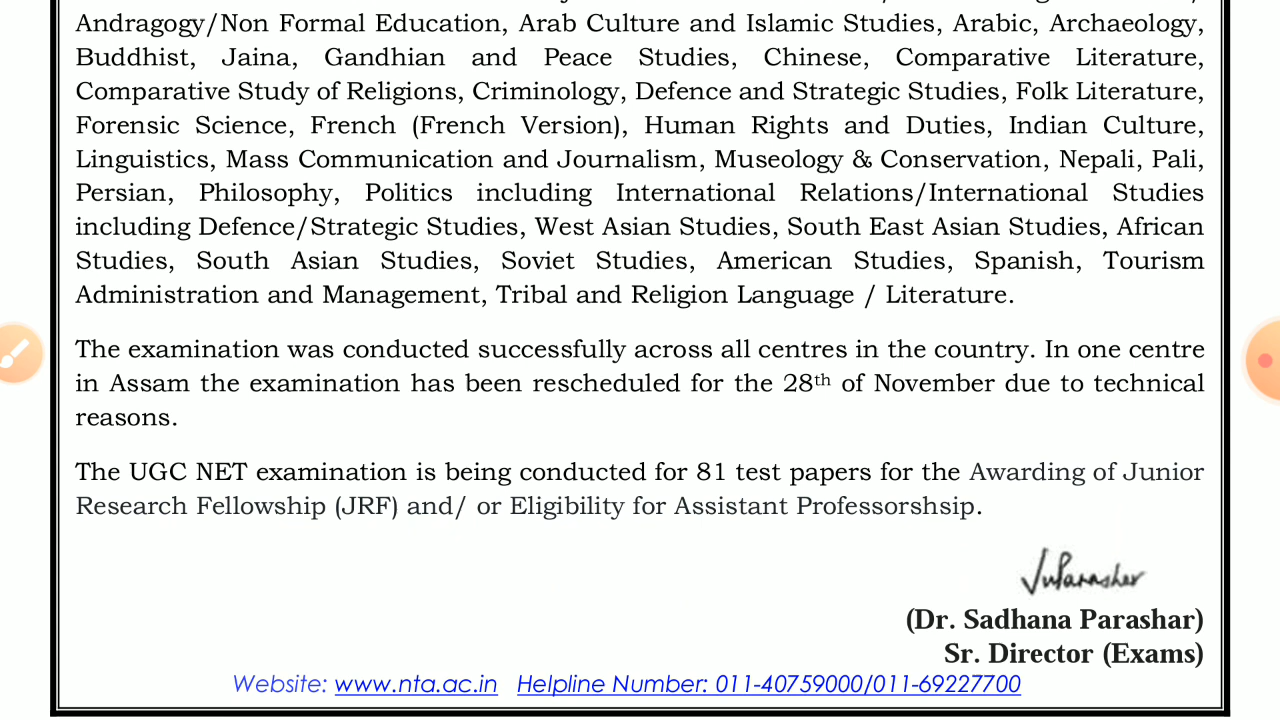 Andragogy/Non Formal Education, Arab Culture and Islamic Studies, Arabic, Archaeology,
Buddhist, Jaina, Gandhian and Peace Studies, Chinese, Comparative Literature,
Comparative Study of Religions, Criminology, Defence and Strategic Studies, Folk Literature,
Forensic Science, French (French Version), Human Rights and Duties, Indian Culture,
Linguistics, Mass Communication and Journalism, Museology & Conservation, Nepali, Pali,
Persian, Philosophy, Politics including International Relations/International Studies
including Defence/Strategic Studies, West Asian Studies, South East Asian Studies, African
Studies, South Asian Studies, Soviet Studies, American Studies, Spanish, Tourism
Administration and Management, Tribal and Religion Language / Literature.
The examination was conducted successfully across all centres in the country. In one centre
in Assam the examination has been rescheduled for the 28th of November due to technical
reasons.
The UGC NET examination is being conducted for 81 test papers for the Awarding of Junior
Research Fellowship (JRF) and/ or Eligibility for Assistant Professorshsip.
(Dr. Sadhana Parashar)
Sr. Director (Exams)
Website: www.nta.ac.in Helpline Number: 011-40759000/011-69227700